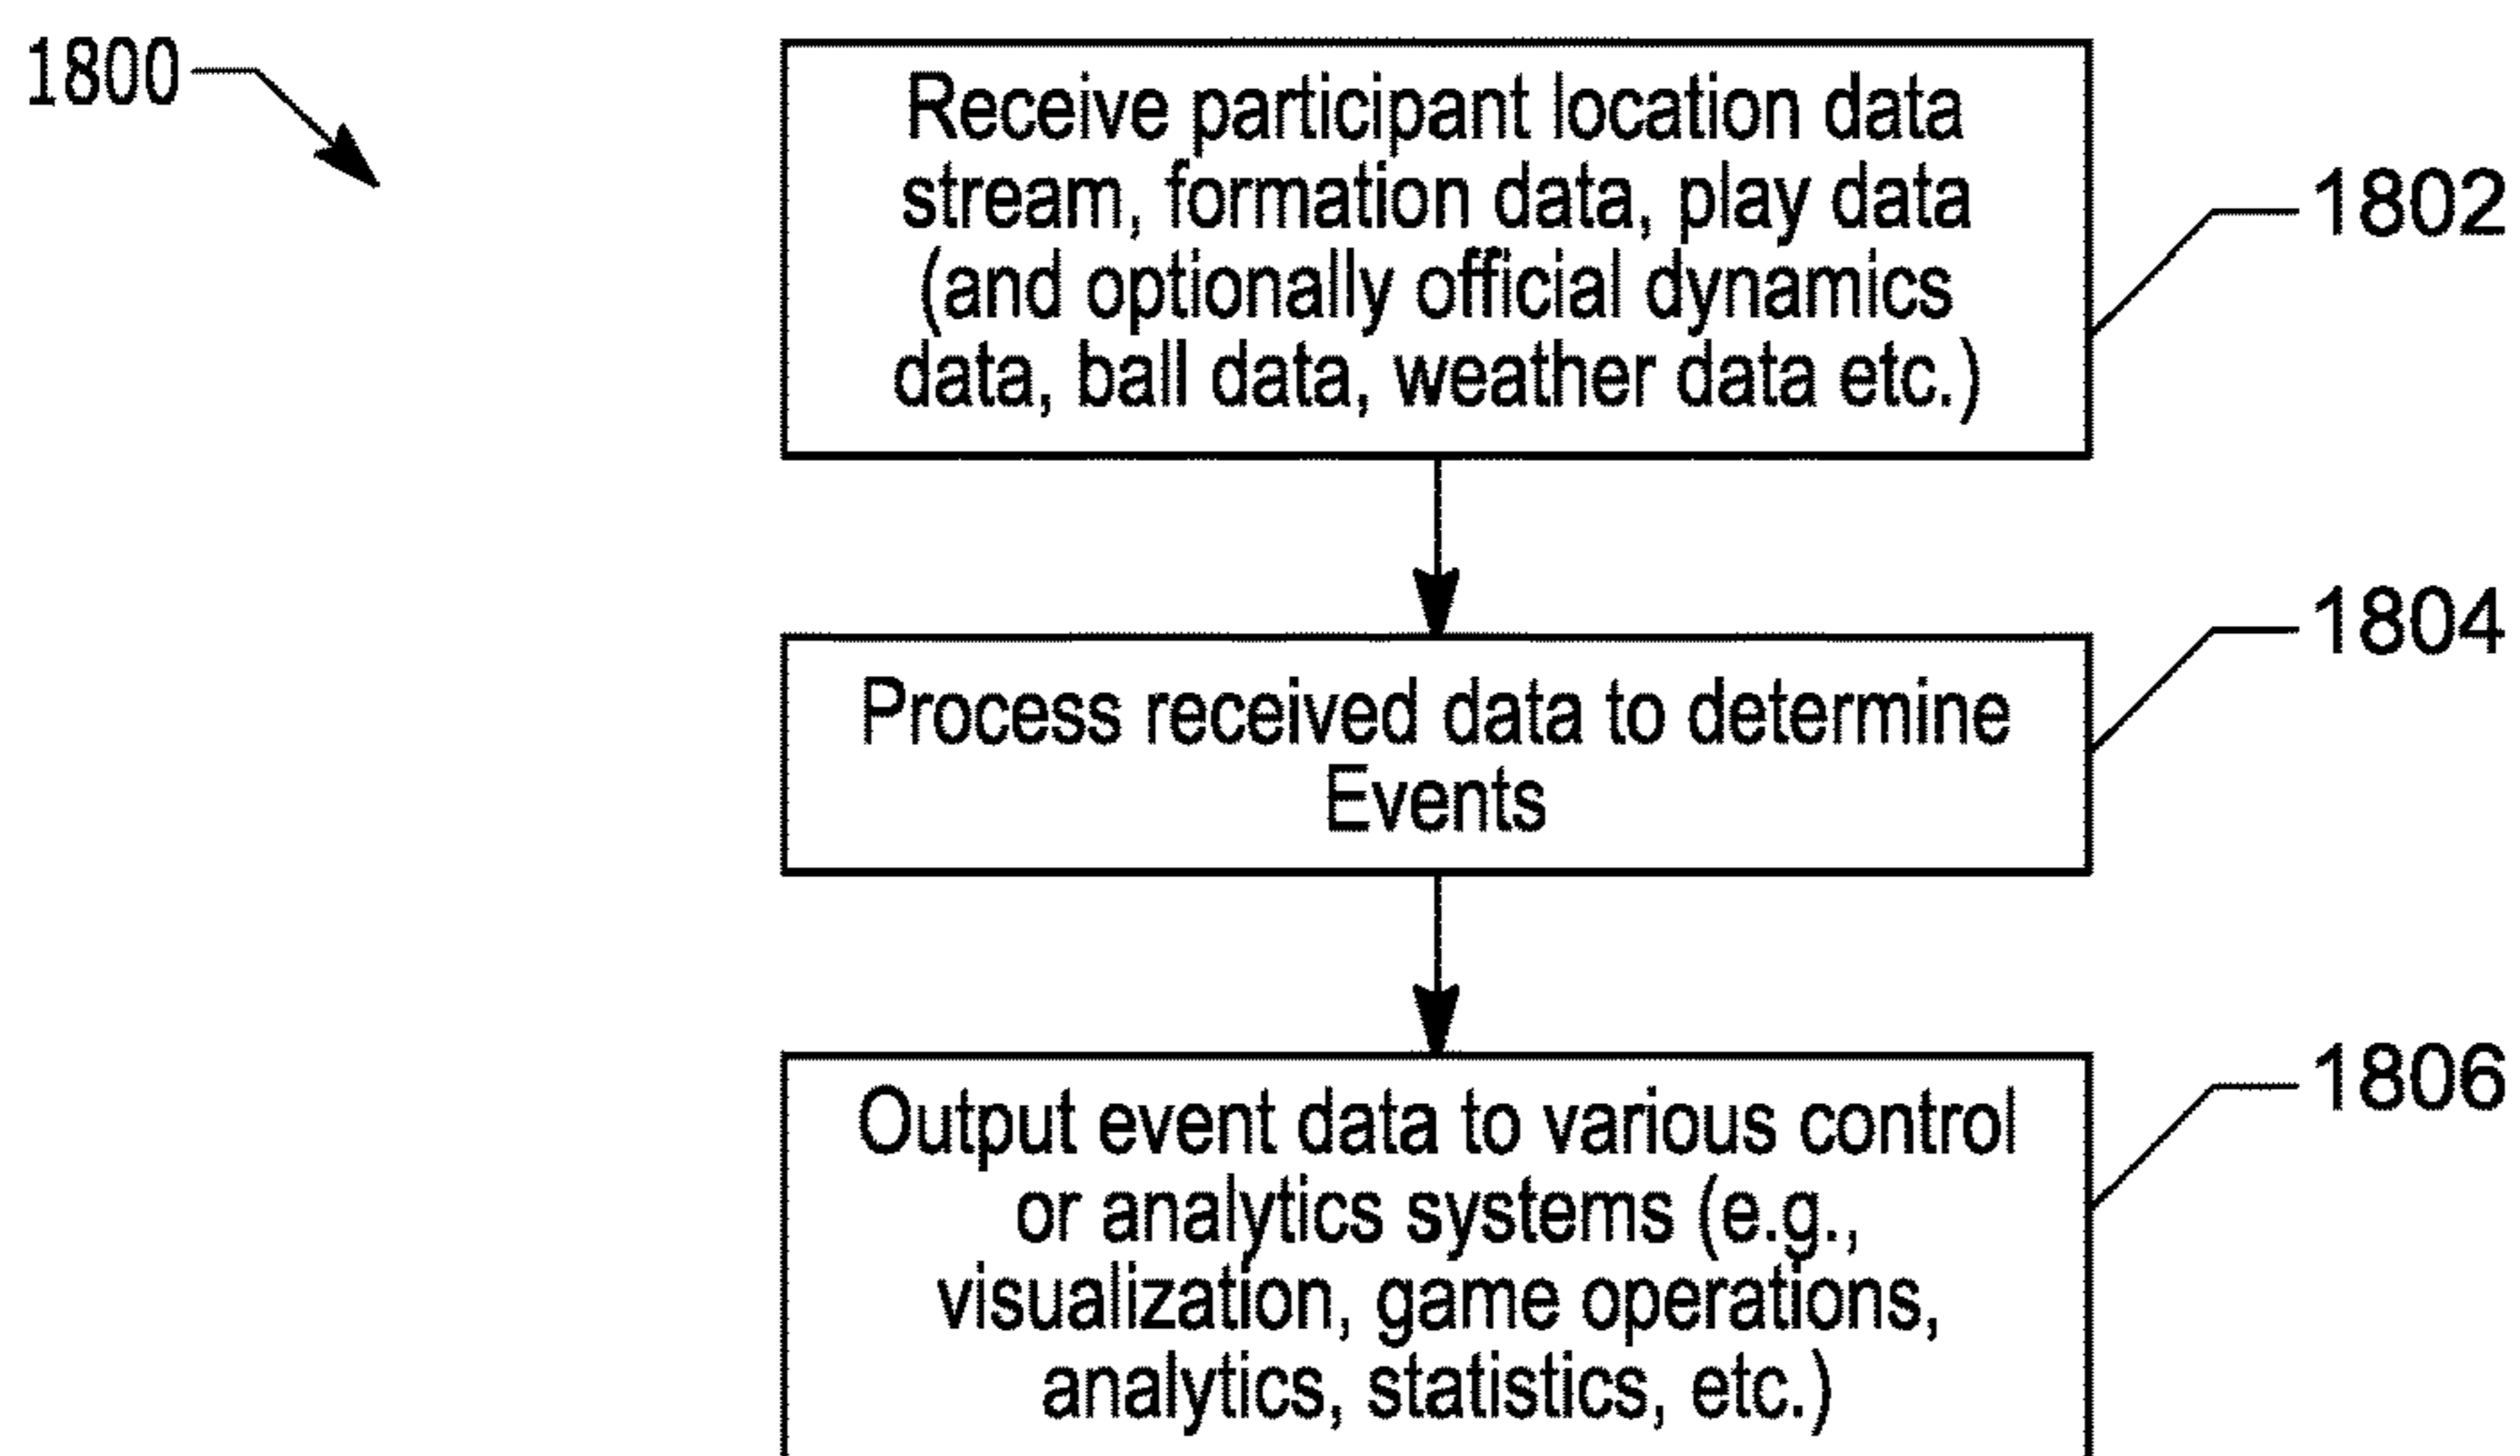 1800
Receive participant location data
stream, formation data, play data
(and optionally official dynamics
data, ball data, weather data etc.)
1802
Process received data to determine
Events
1804
Output event data to various control
or analytics systems (e.g.,
visualization, game operations,
analytics, statistics, etc.)
1806